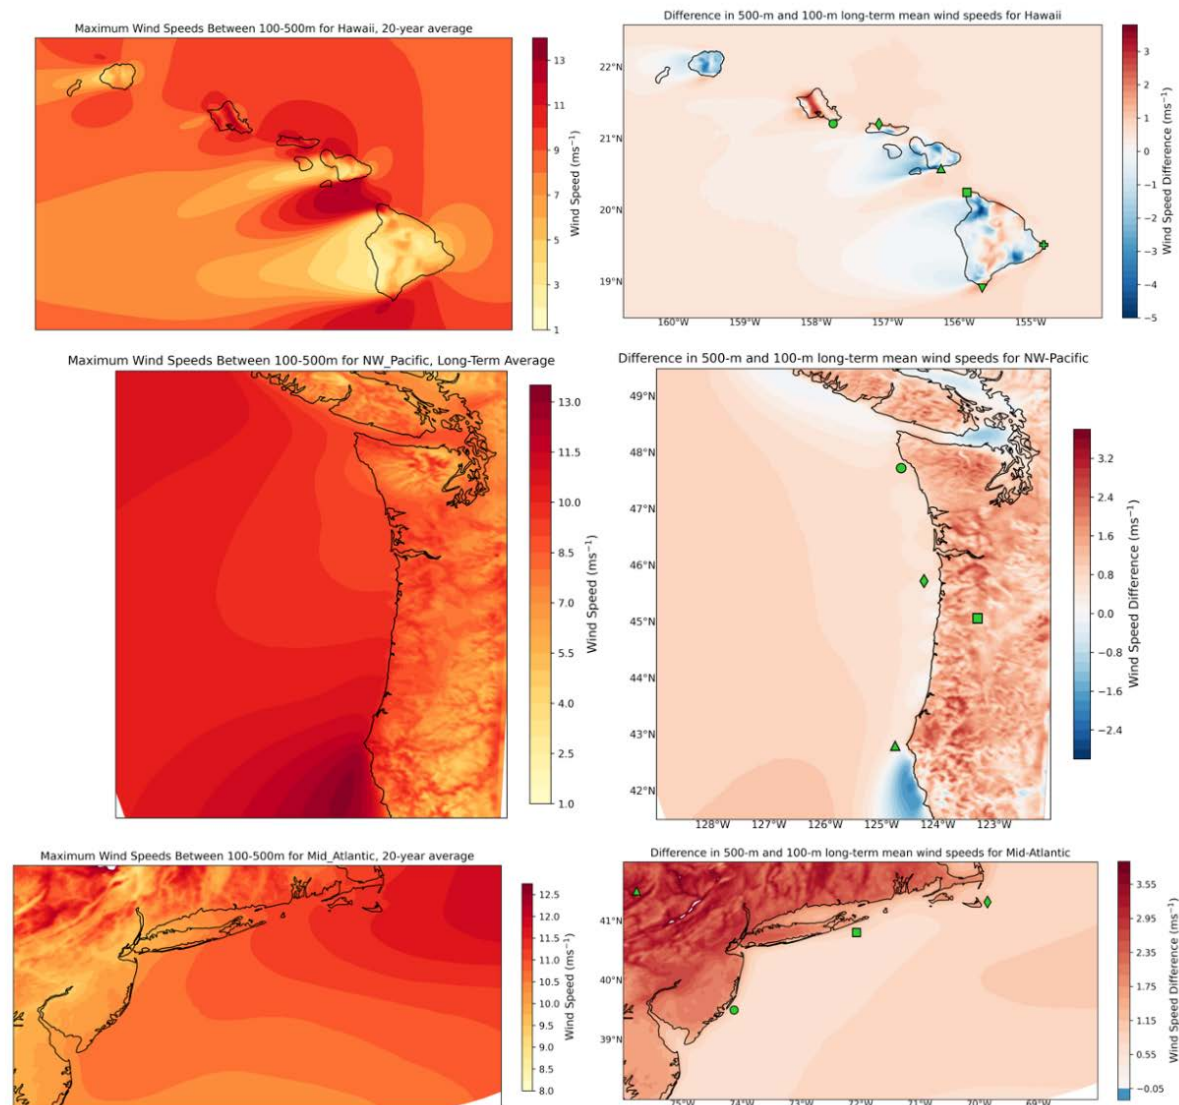 Maximum Wind Speeds Between 100-500m for Hawaii, 20-year average
13
11
9
7
5
3
1
Wind Speed (ms⁻¹)
Difference in 500-m and 100-m long-term mean wind speeds for Hawaii
22°N
21°N
20°N
19°N
160°W 159°W 158°W 157°W 156°W 155°W
3
2
1
0
−1
−2
−3
−4
−5
Wind Speed Difference (ms⁻¹)
Maximum Wind Speeds Between 100-500m for NW_Pacific, Long-Term Average
13.0
11.5
10.0
8.5
7.0
5.5
4.0
2.5
1.0
Wind Speed (ms⁻¹)
Difference in 500-m and 100-m long-term mean wind speeds for NW-Pacific
49°N
48°N
47°N
46°N
45°N
44°N
43°N
42°N
128°W 127°W 126°W 125°W 124°W 123°W
3.2
2.4
1.6
0.8
0.0
−0.8
−1.6
−2.4
Wind Speed Difference (ms⁻¹)
Maximum Wind Speeds Between 100-500m for Mid_Atlantic, 20-year average
12.5
12.0
11.5
11.0
10.5
10.0
9.5
9.0
8.5
8.0
Wind Speed (ms⁻¹)
Difference in 500-m and 100-m long-term mean wind speeds for Mid-Atlantic
41°N
40°N
39°N
75°W 74°W 73°W 72°W 71°W 70°W 69°W
3.55
2.95
2.35
1.75
1.15
0.55
−0.05
Wind Speed Difference (ms⁻¹)